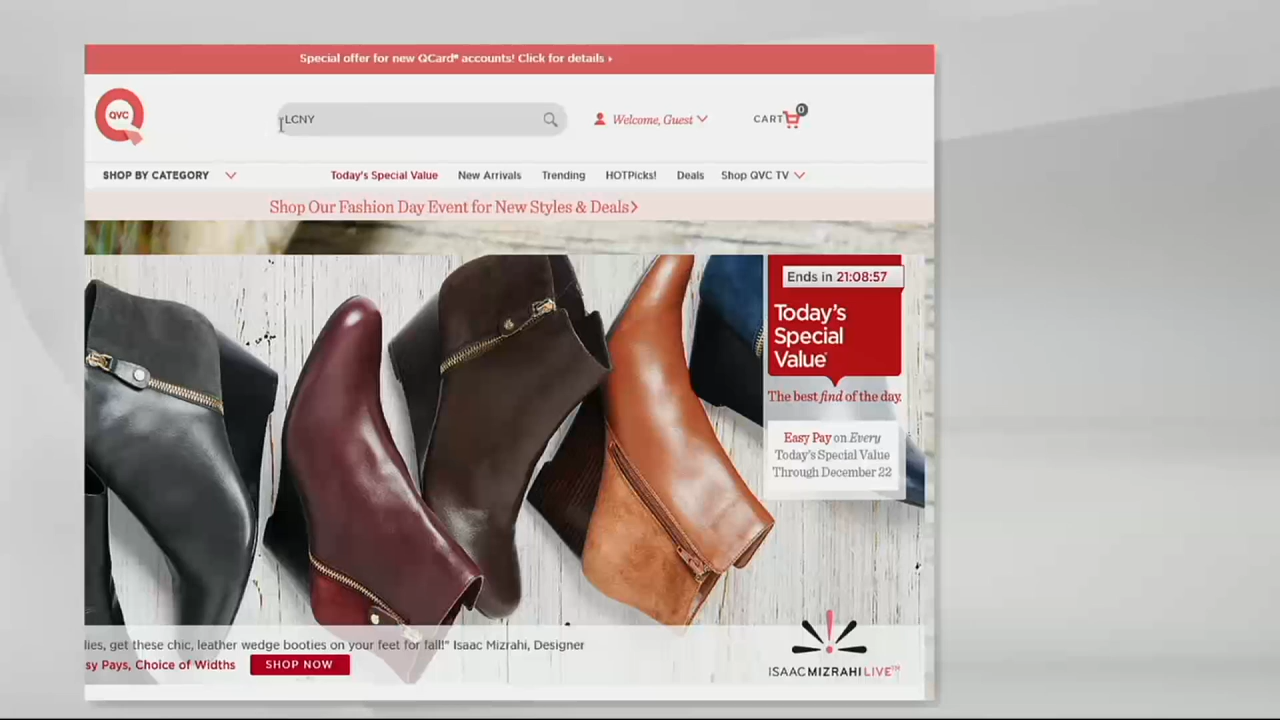 Special offer for new QCard® accounts! Click for details ›
QVC
LCNY
Welcome, Guest
CART
0
SHOP BY CATEGORY
Today's Special Value
New Arrivals
Trending
HOTPicks!
Deals
Shop QVC TV
Shop Our Fashion Day Event for New Styles & Deals›
Ends in 21:08:57
Today's
Special
Value®
The best find of the day.
Easy Pay on Every
Today's Special Value
Through December 22
lies, get these chic, leather wedge booties on your feet for fall!" Isaac Mizrahi, Designer
sy Pays, Choice of Widths
SHOP NOW
ISAACMIZRAHILIVE™